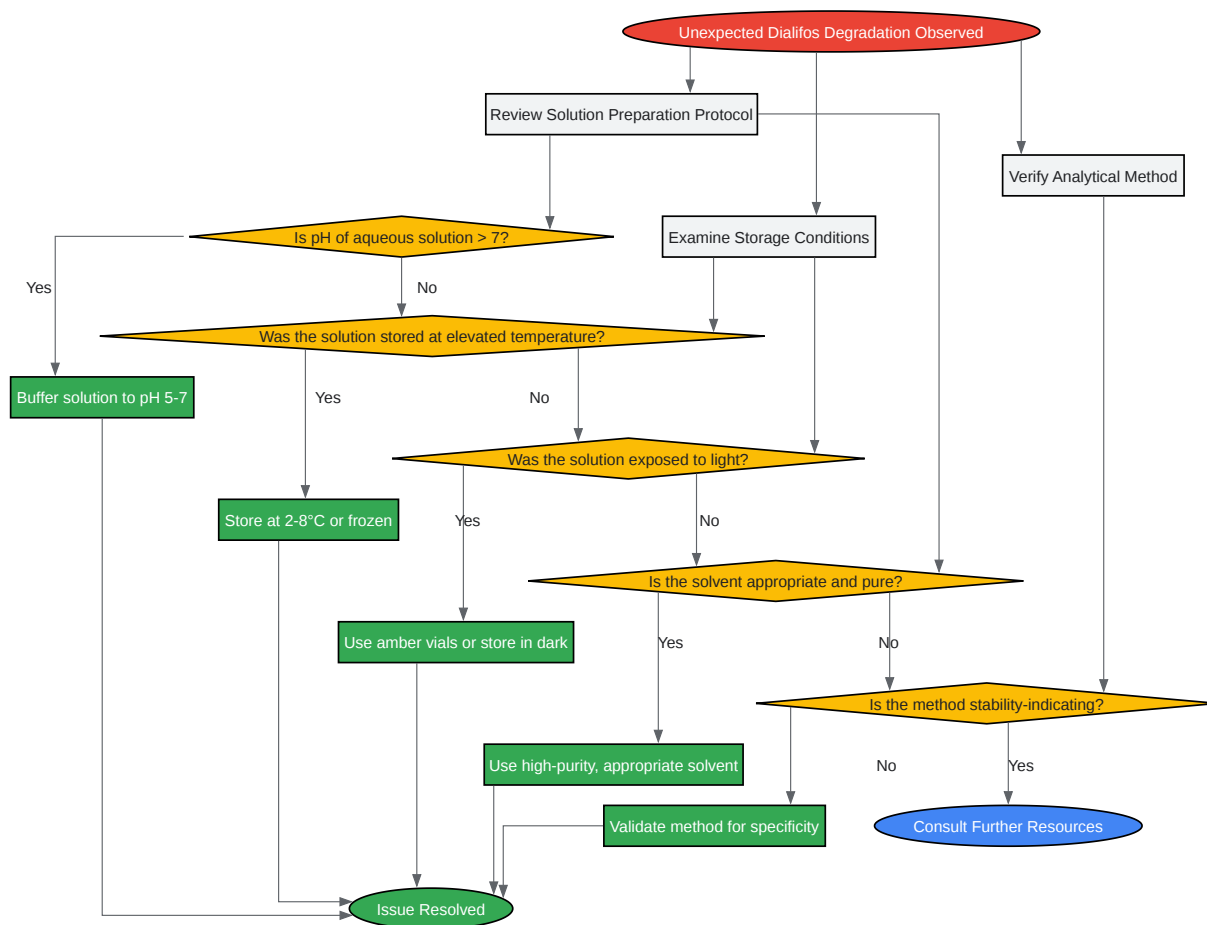 Unexpected Dialifos Degradation Observed
Review Solution Preparation Protocol
Verify Analytical Method
Is pH of aqueous solution > 7?
Examine Storage Conditions
Yes
No
Was the solution stored at elevated temperature?
Buffer solution to pH 5-7
Yes
No
Was the solution exposed to light?
Store at 2-8°C or frozen
Yes
No
Is the solvent appropriate and pure?
Use amber vials or store in dark
Yes
No
Is the method stability-indicating?
Use high-purity, appropriate solvent
No
Yes
Validate method for specificity
Consult Further Resources
Issue Resolved